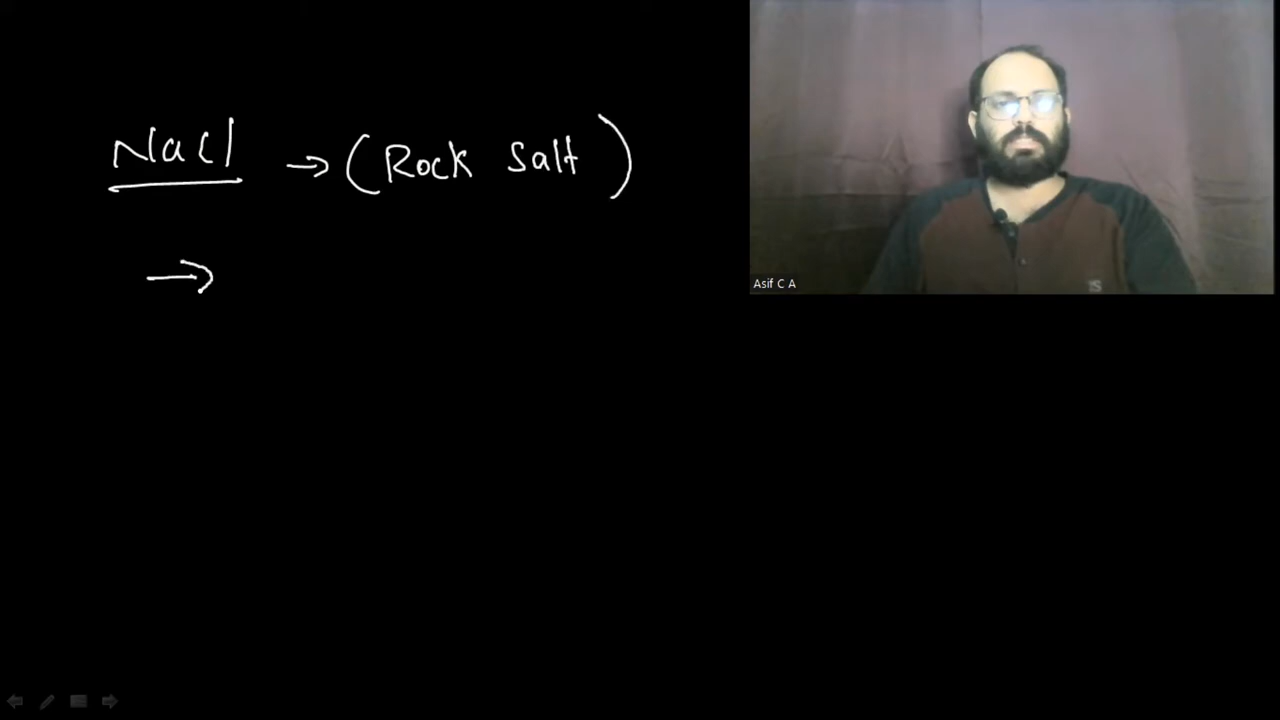 NaCl → (Rock Salt)
→
Asif C A